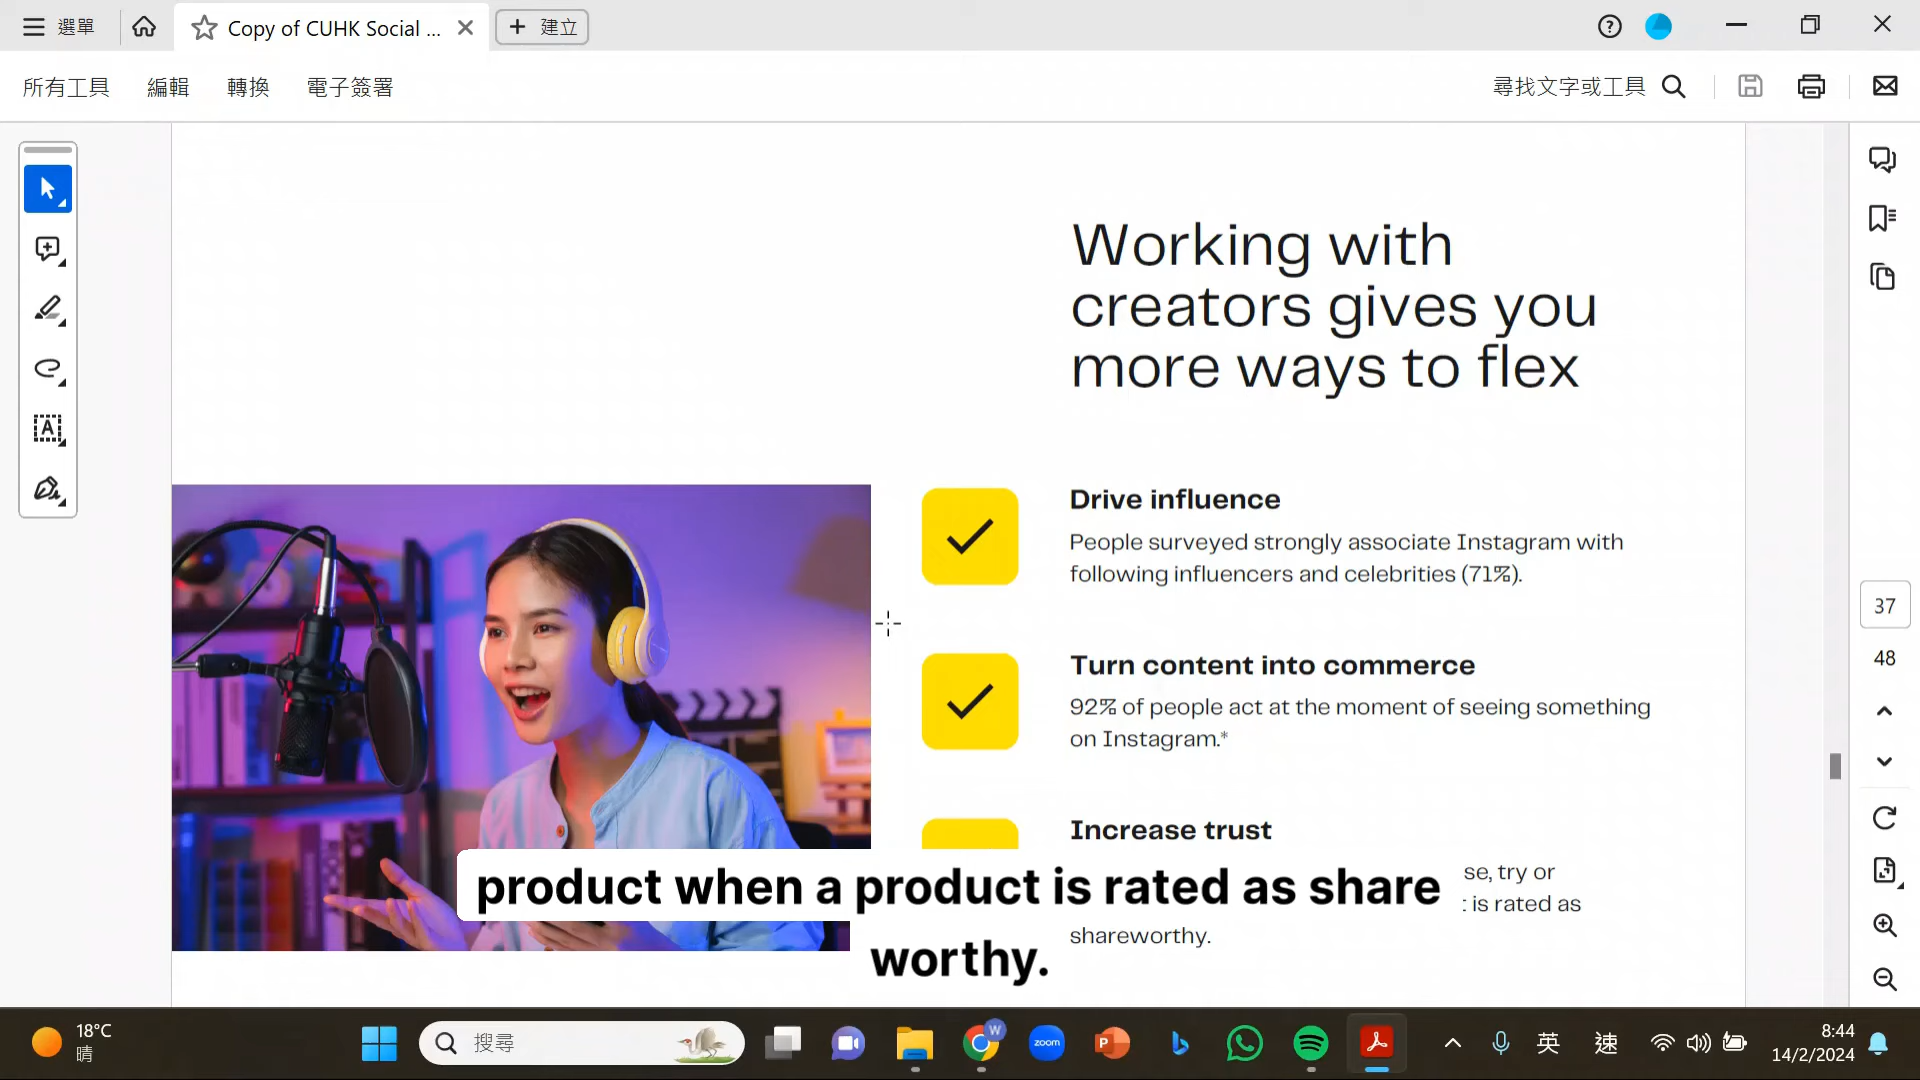 選單
Copy of CUHK Social ...
建立
所有工具
編輯
轉換
電子簽署
尋找文字或工具
Working with
creators gives you
more ways to flex
Drive influence
People surveyed strongly associate Instagram with
following influencers and celebrities (71%).
Turn content into commerce
92% of people act at the moment of seeing something
on Instagram.*
Increase trust
se, try or
t is rated as
shareworthy.
product when a product is rated as share
worthy.
37
48
18°C
晴
搜尋
W
zoom
P
英
速
8:44
14/2/2024